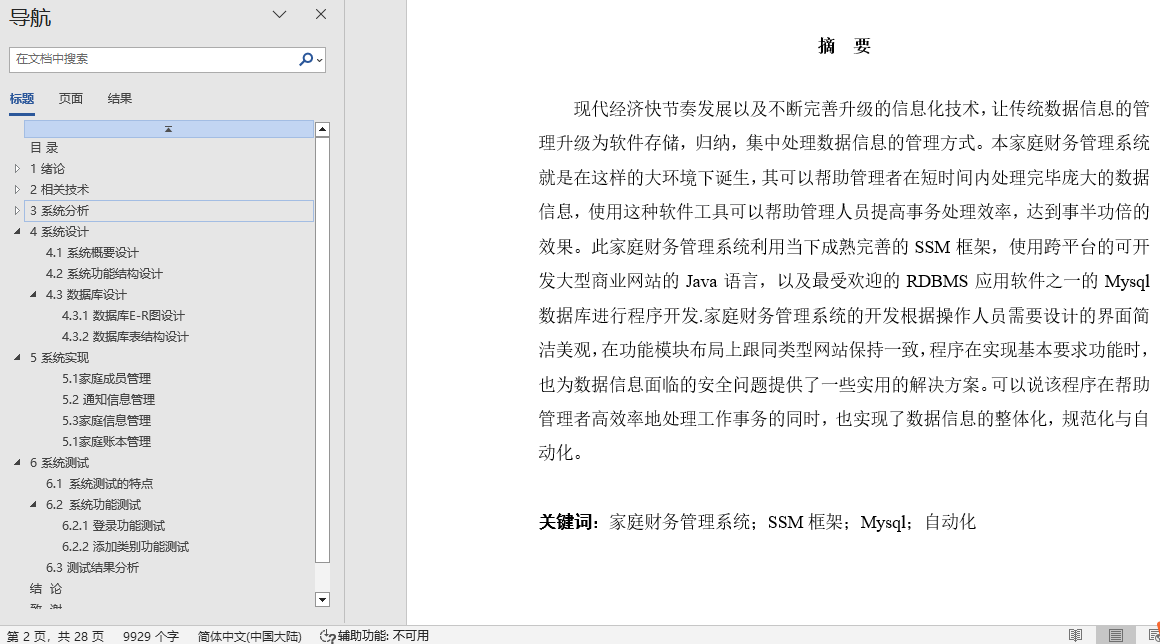 导航
在文档中搜索
标题 页面 结果
目 录
1 绪论
2 相关技术
3 系统分析
4 系统设计
4.1 系统概要设计
4.2 系统功能结构设计
4.3 数据库设计
4.3.1 数据库E-R图设计
4.3.2 数据库表结构设计
5 系统实现
5.1家庭成员管理
5.2 通知信息管理
5.3家庭信息管理
5.1家庭账本管理
6 系统测试
6.1 系统测试的特点
6.2 系统功能测试
6.2.1 登录功能测试
6.2.2 添加类别功能测试
6.3 测试结果分析
结 论
致 谢
摘 要
现代经济快节奏发展以及不断完善升级的信息化技术，让传统数据信息的管
理升级为软件存储，归纳，集中处理数据信息的管理方式。本家庭财务管理系统
就是在这样的大环境下诞生，其可以帮助管理者在短时间内处理完毕庞大的数据
信息，使用这种软件工具可以帮助管理人员提高事务处理效率，达到事半功倍的
效果。此家庭财务管理系统利用当下成熟完善的 SSM 框架，使用跨平台的可开
发大型商业网站的 Java 语言，以及最受欢迎的 RDBMS 应用软件之一的 Mysql
数据库进行程序开发.家庭财务管理系统的开发根据操作人员需要设计的界面简
洁美观，在功能模块布局上跟同类型网站保持一致，程序在实现基本要求功能时，
也为数据信息面临的安全问题提供了一些实用的解决方案。可以说该程序在帮助
管理者高效率地处理工作事务的同时，也实现了数据信息的整体化，规范化与自
动化。
关键词：家庭财务管理系统；SSM 框架；Mysql；自动化
第 2 页，共 28 页 9929 个字 简体中文(中国大陆) 辅助功能: 不可用